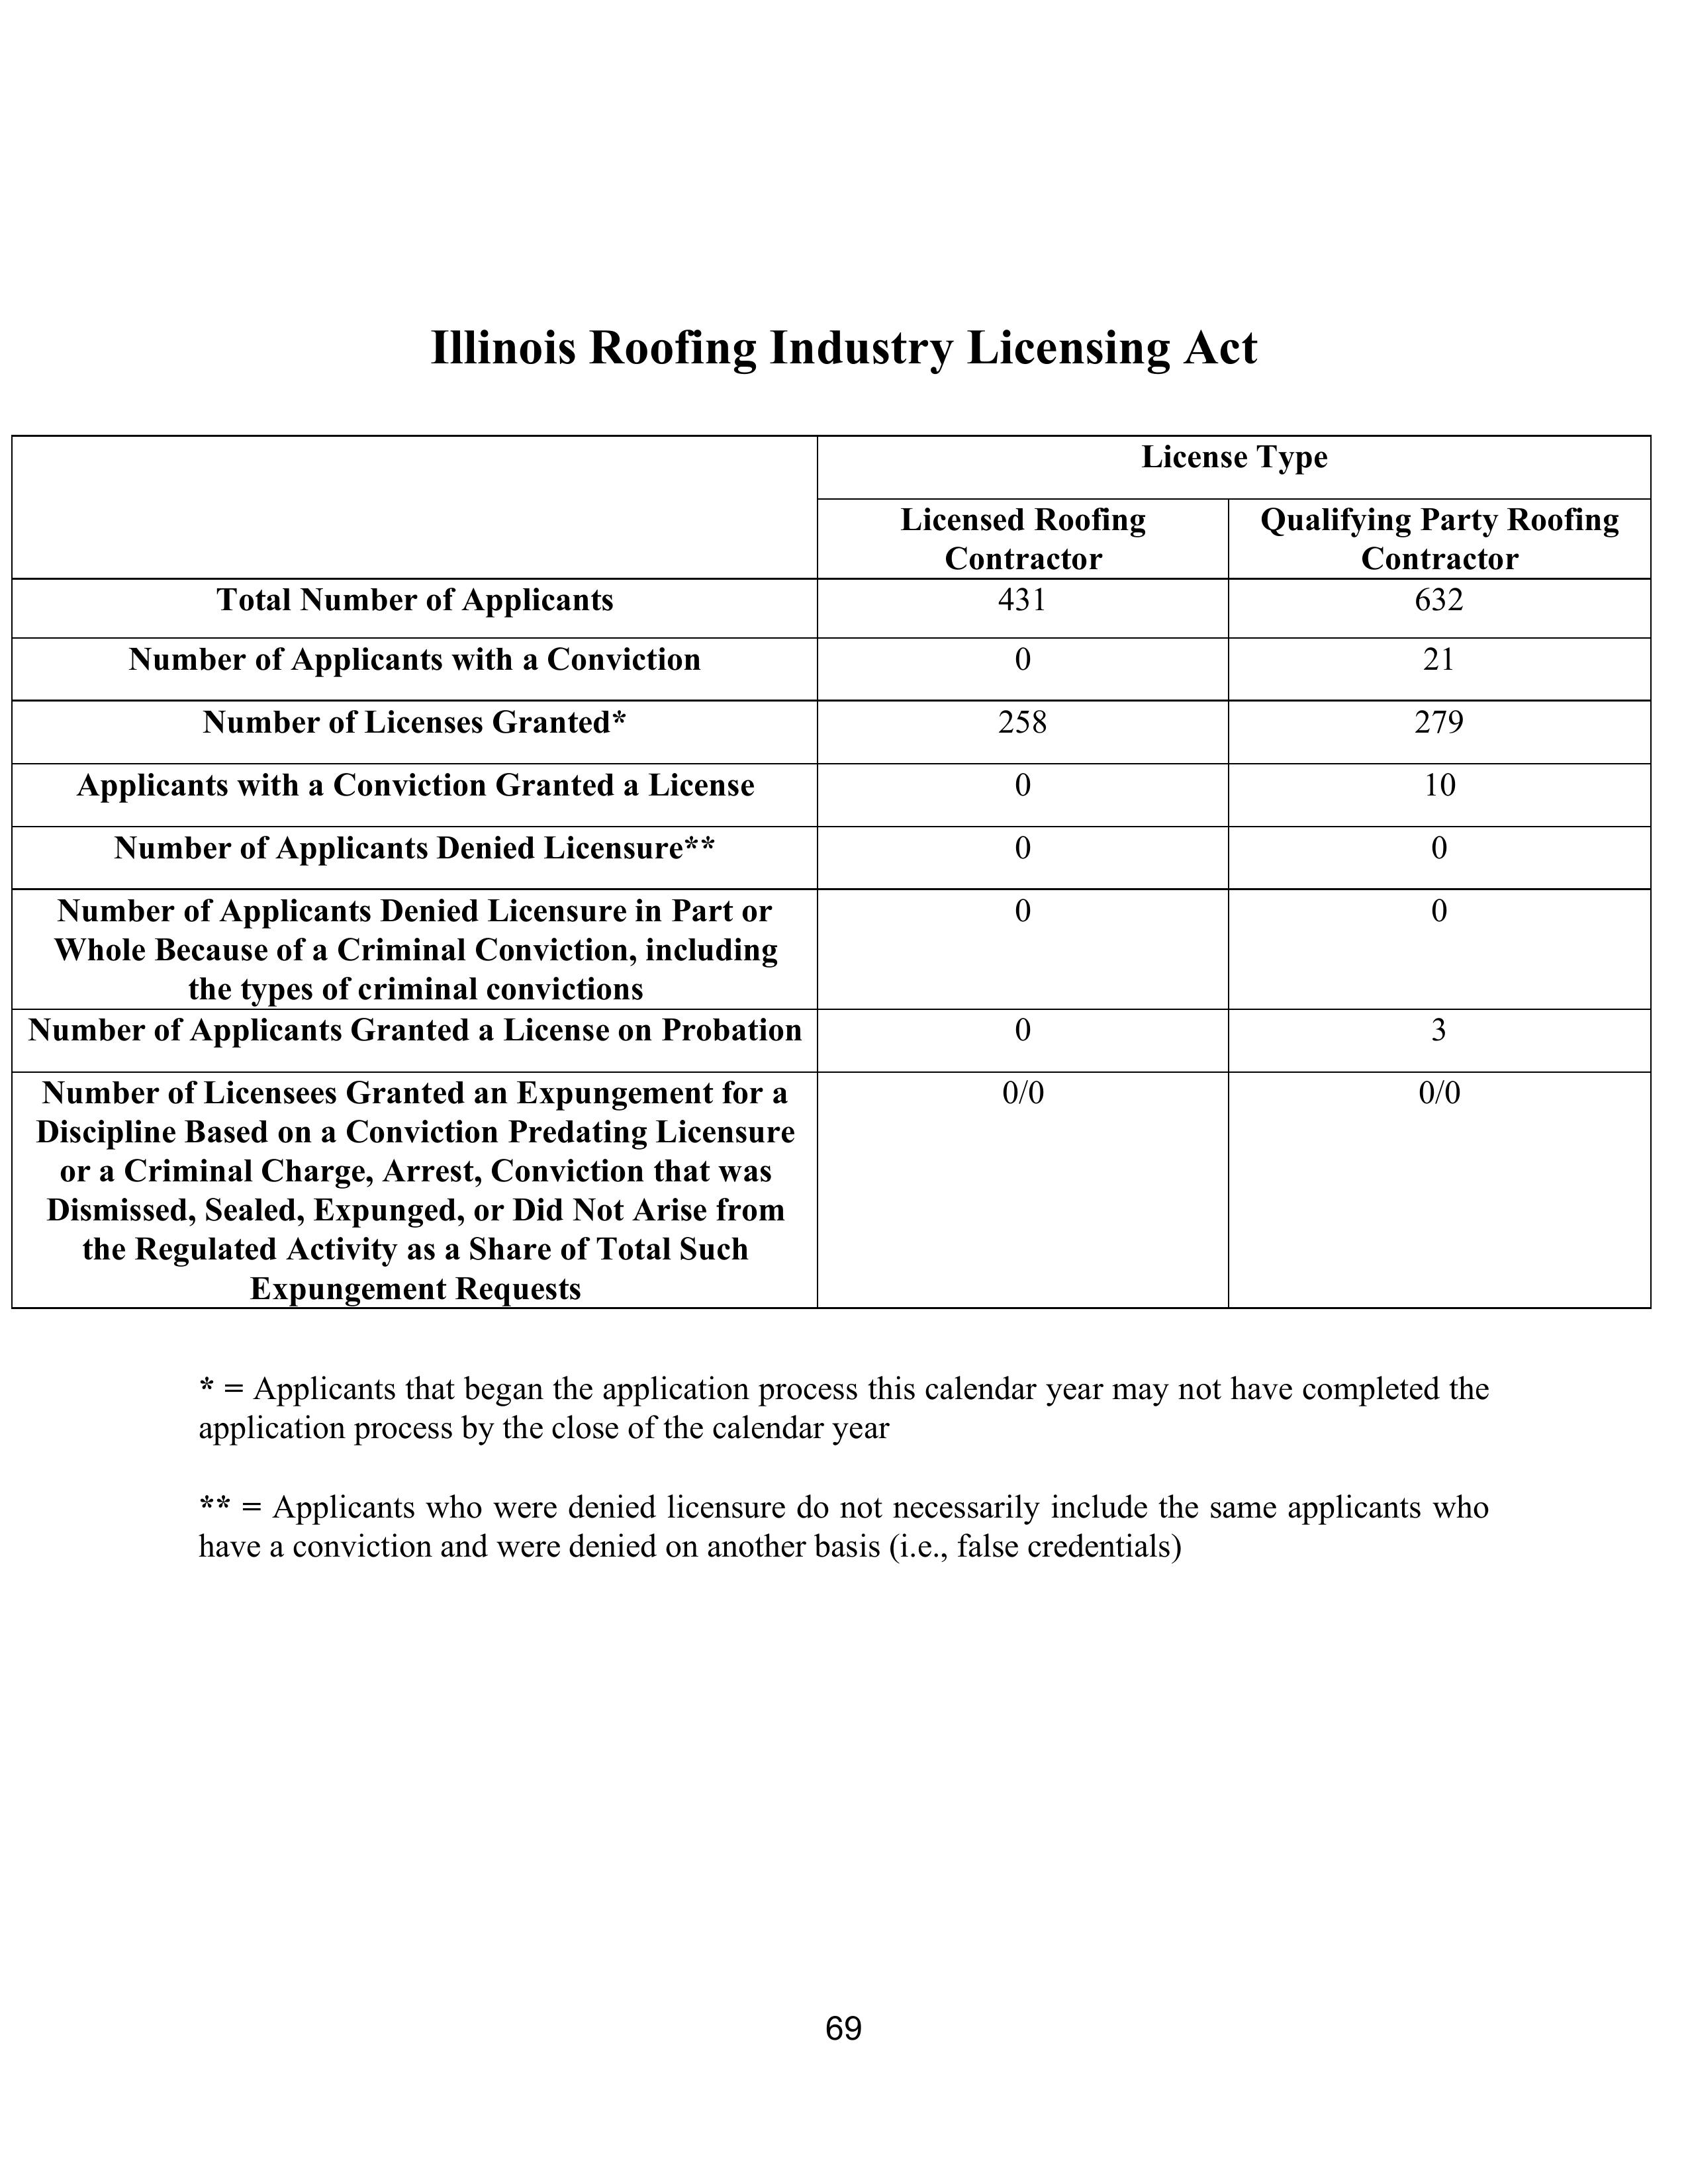 Illinois Roofing Industry Licensing Act
License Type
Licensed Roofing
Contractor
Qualifying Party Roofing
Contractor
Total Number of Applicants 431 632
Number of Applicants with a Conviction 0 21
Number of Licenses Granted* 258 279
Applicants with a Conviction Granted a License 0 10
Number of Applicants Denied Licensure** 0 0
Number of Applicants Denied Licensure in Part or 0 0
Whole Because of a Criminal Conviction, including
the types of criminal convictions
Number of Applicants Granted a License on Probation 0 3
Number of Licensees Granted an Expungement for a 0/0 0/0
Discipline Based on a Conviction Predating Licensure
or a Criminal Charge, Arrest, Conviction that was
Dismissed, Sealed, Expunged, or Did Not Arise from
the Regulated Activity as a Share of Total Such
Expungement Requests
* = Applicants that began the application process this calendar year may not have completed the
application process by the close of the calendar year
** = Applicants who were denied licensure do not necessarily include the same applicants who
have a conviction and were denied on another basis (i.e., false credentials)
69